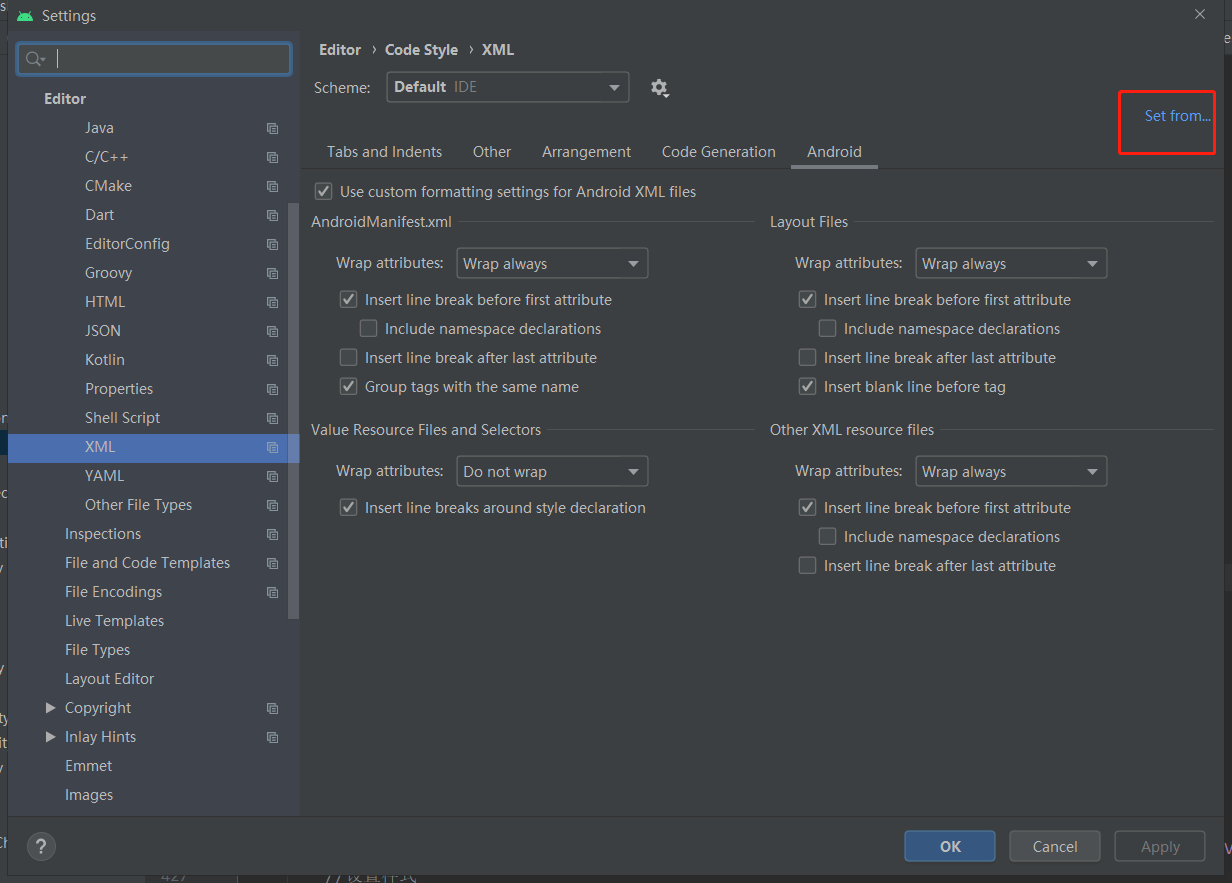 Settings
Editor › Code Style › XML
Scheme: Default IDE
Set from...
Tabs and Indents Other Arrangement Code Generation Android
Use custom formatting settings for Android XML files
Editor
Java
C/C++
CMake
Dart
EditorConfig
Groovy
HTML
JSON
Kotlin
Properties
Shell Script
XML
YAML
Other File Types
Inspections
File and Code Templates
File Encodings
Live Templates
File Types
Layout Editor
Copyright
Inlay Hints
Emmet
Images
AndroidManifest.xml
Wrap attributes: Wrap always
Insert line break before first attribute
Include namespace declarations
Insert line break after last attribute
Group tags with the same name
Layout Files
Wrap attributes: Wrap always
Insert line break before first attribute
Include namespace declarations
Insert line break after last attribute
Insert blank line before tag
Value Resource Files and Selectors
Wrap attributes: Do not wrap
Insert line breaks around style declaration
Other XML resource files
Wrap attributes: Wrap always
Insert line break before first attribute
Include namespace declarations
Insert line break after last attribute
?
OK Cancel Apply
427 //设置样式